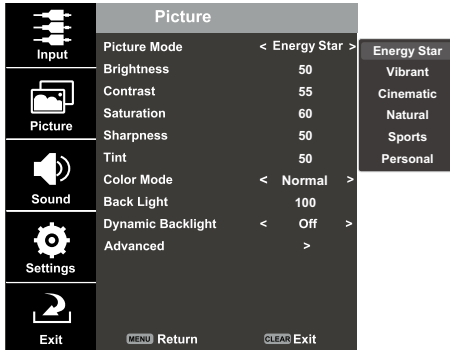 Input
Picture
Sound
Settings
Exit
Picture
Picture Mode < Energy Star >
Brightness 50
Contrast 55
Saturation 60
Sharpness 50
Tint 50
Color Mode < Normal >
Back Light 100
Dynamic Backlight < Off >
Advanced >
MENU Return CLEAR Exit
Energy Star
Vibrant
Cinematic
Natural
Sports
Personal